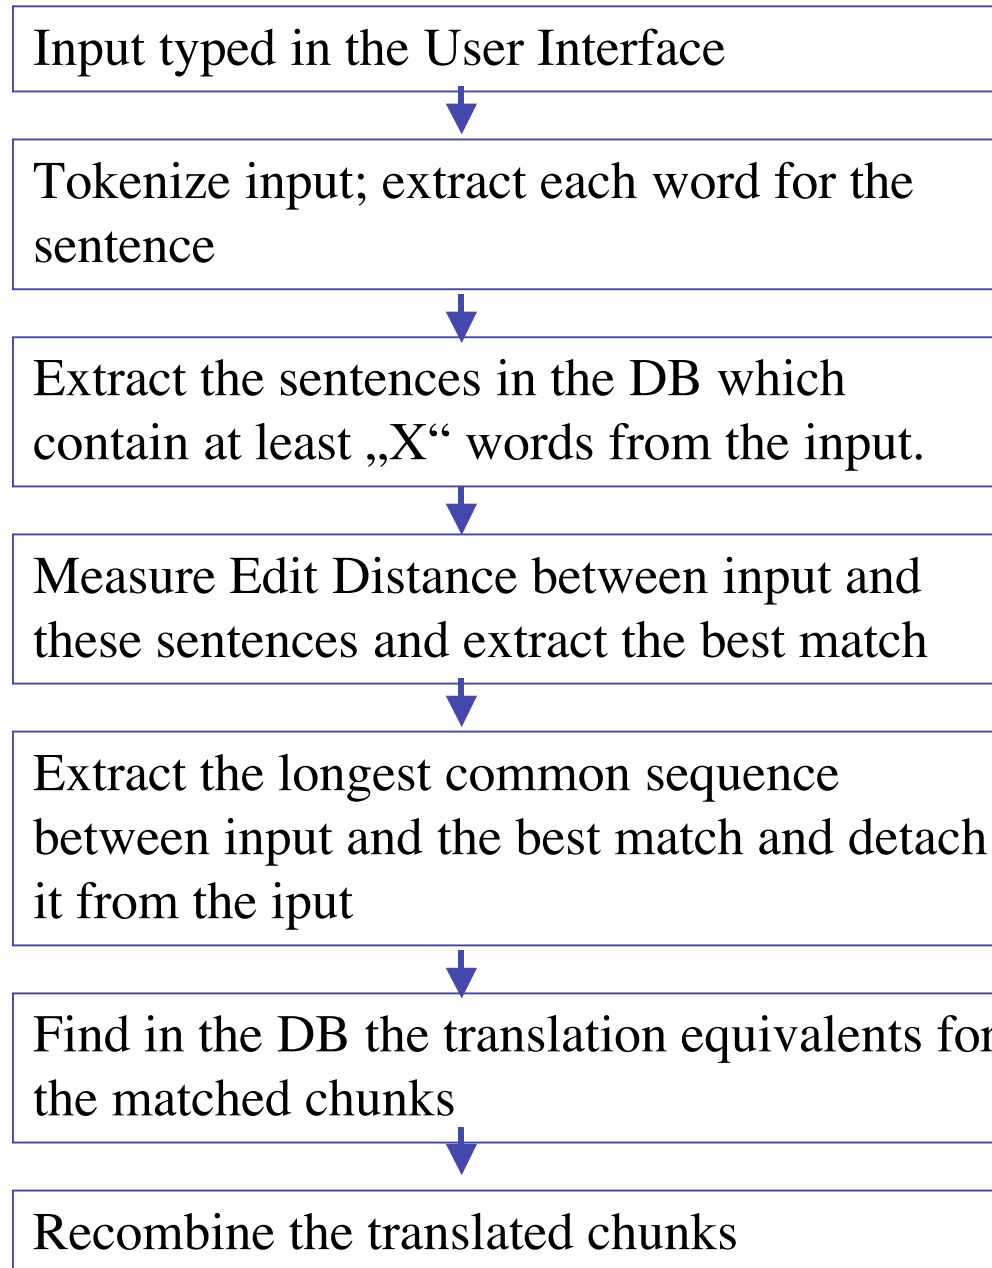 Input typed in the User Interface
Tokenize input; extract each word for the
sentence
Extract the sentences in the DB which
contain at least „X“ words from the input.
Measure Edit Distance between input and
these sentences and extract the best match
Extract the longest common sequence
between input and the best match and detach
it from the iput
Find in the DB the translation equivalents for
the matched chunks
Recombine the translated chunks